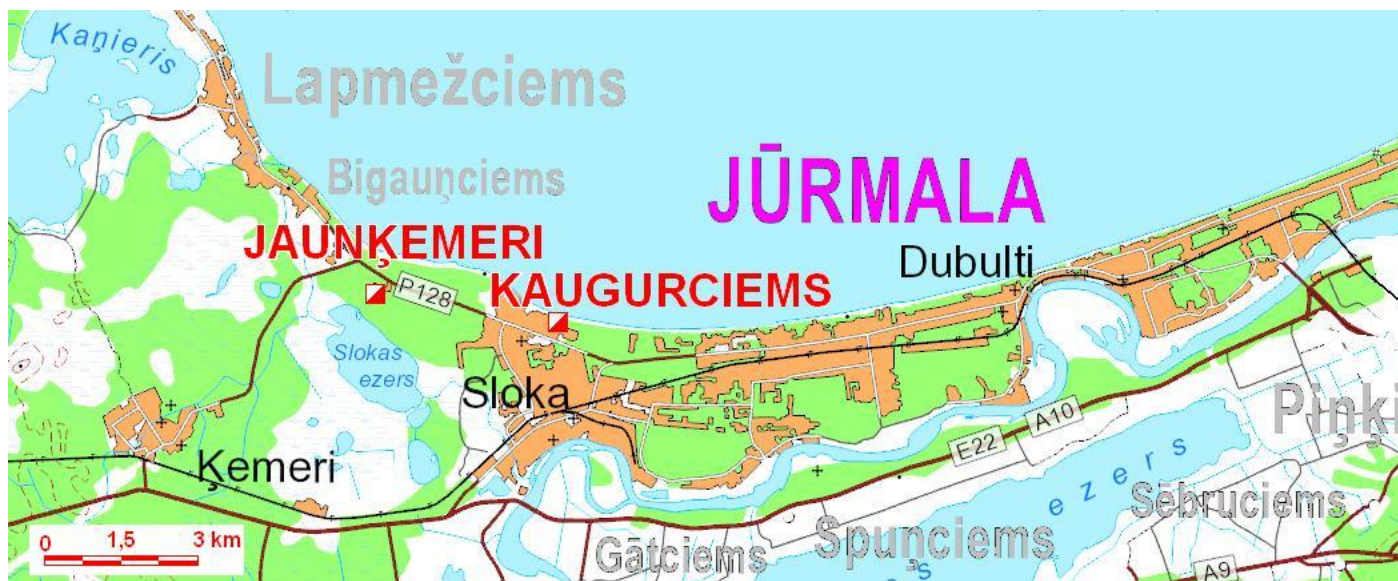 Kaņieris
Lapmežciems
Bigauņciems
JŪRMALA
JAUNĶEMERI
Dubulti
P128
KAUGURCIEMS
Slokas
ezers
Sloka
Piņķi
A10
E22
Ķemeri
ezers
Sēbruciems
Spuņciems
Gātciems
0 1,5 3 km
A9